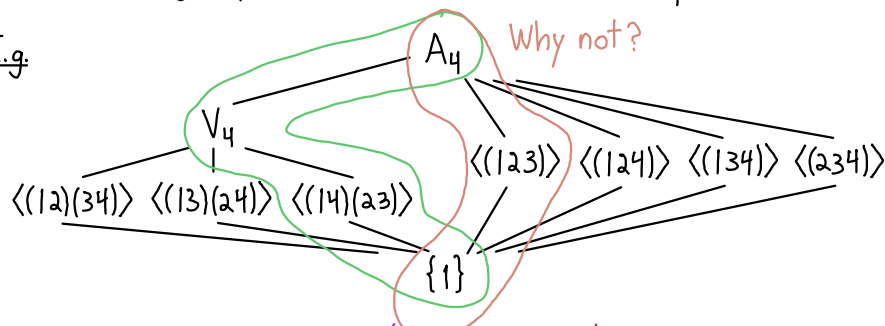 .g.
A₄ Why not?
V₄
⟨(123)⟩ ⟨(124)⟩ ⟨(134)⟩ ⟨(234)⟩
⟨(12)(34)⟩ ⟨(13)(24)⟩ ⟨(14)(23)⟩
{1}